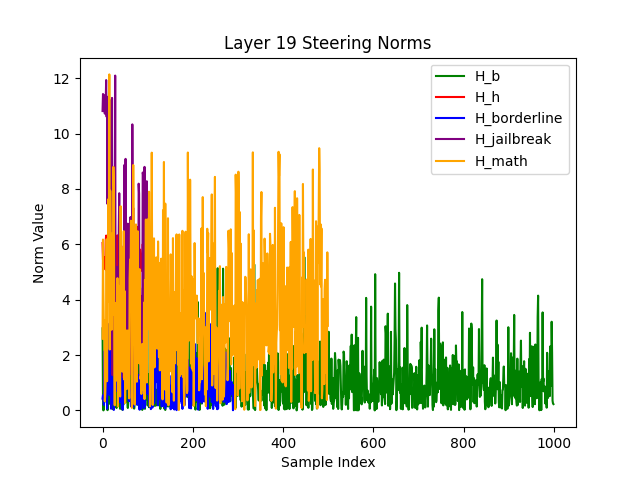 Layer 19 Steering Norms
Norm Value
12
10
8
6
4
2
0
H_b
H_h
H_borderline
H_jailbreak
H_math
0
200
400
600
800
1000
Sample Index